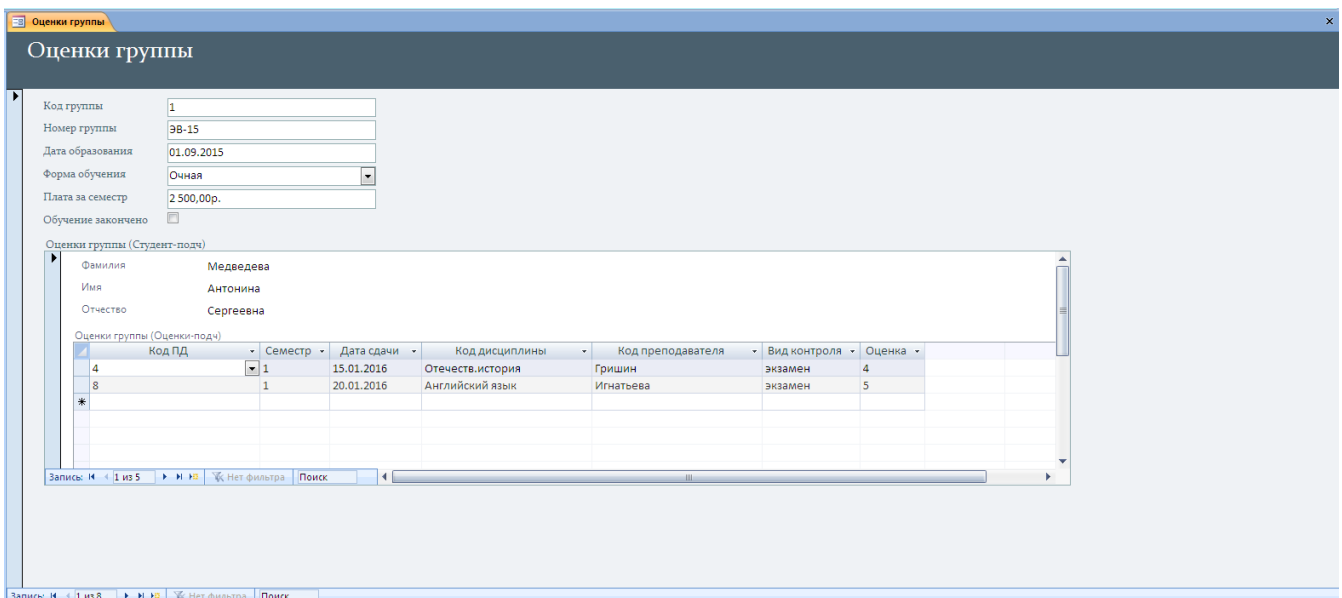 Оценки группы
Оценки группы
Код группы 1
Номер группы ЭВ-15
Дата образования 01.09.2015
Форма обучения Очная
Плата за семестр 2 500,00р.
Обучение закончено
Оценки группы (Студент-подч)
Фамилия Медведева
Имя Антонина
Отчество Сергеевна
Оценки группы (Оценки-подч)
Код ПД Семестр Дата сдачи Код дисциплины Код преподавателя Вид контроля Оценка
4 1 15.01.2016 Отечеств.история Гришин экзамен 4
8 1 20.01.2016 Английский язык Игнатьева экзамен 5
Запись: 1 из 5 Нет фильтра Поиск
Запись: 1 из 8 Нет фильтра Поиск